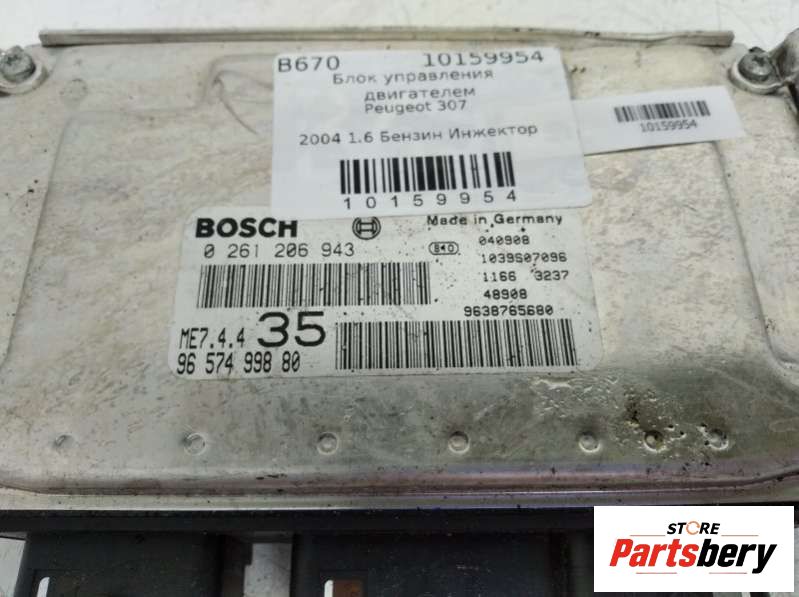 B670 10159954
Блок управления
двигателем
Peugeot 307
2004 1.6 Бензин Инжектор
10159954
10159954
BOSCH
Made in Germany
0 261 206 943
040908
1039S07096
1166 3237
48908
9638765680
ME7.4.4 35
96 574 998 80
STORE
Partsbery